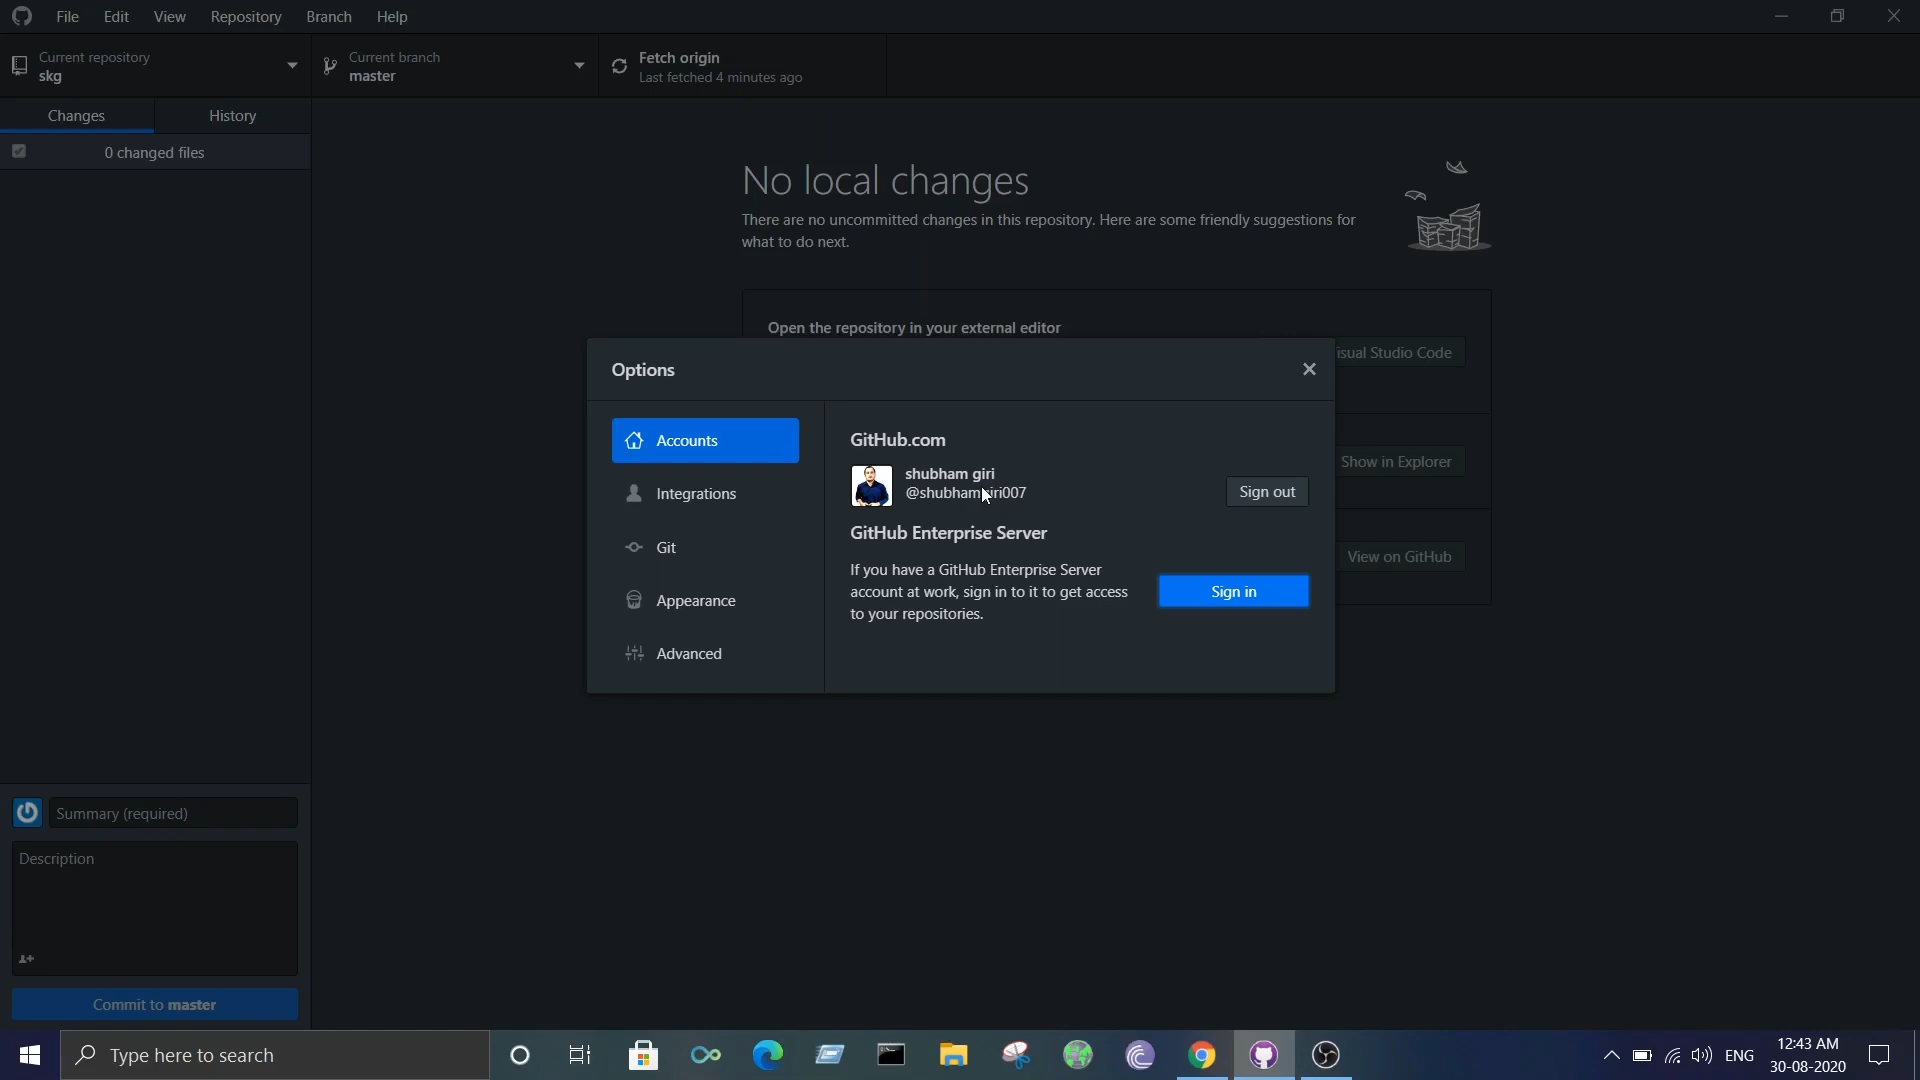 File Edit View Repository Branch Help
Current repository
skg
Current branch
master
Fetch origin
Last fetched 4 minutes ago
Changes
History
0 changed files
No local changes
There are no uncommitted changes in this repository. Here are some friendly suggestions for
what to do next.
Open the repository in your external editor
Studio Code
Options
Accounts
Integrations
Git
Appearance
Advanced
GitHub.com
shubham giri
@shubhamgiri007
Sign out
GitHub Enterprise Server
If you have a GitHub Enterprise Server
account at work, sign in to it to get access
to your repositories.
Sign in
Show in Explorer
View on GitHub
Summary (required)
Description
Commit to master
Type here to search
ENG
12:43 AM
30-08-2020